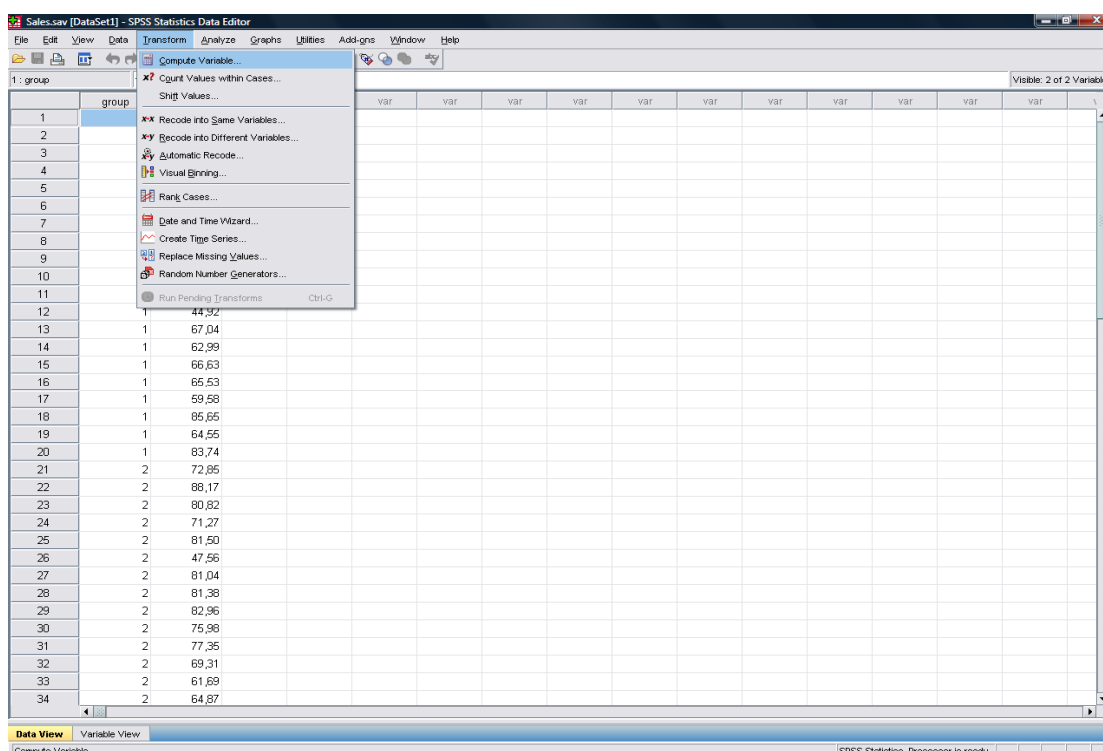 Sales.sav [DataSet1] - SPSS Statistics Data Editor
File Edit View Data Transform Analyze Graphs Utilities Add-ons Window Help
1 : group
Visible: 2 of 2 Variabl
Compute Variable...
Count Values within Cases...
Shift Values...
Recode into Same Variables...
Recode into Different Variables...
Automatic Recode...
Visual Binning...
Rank Cases...
Date and Time Wizard...
Create Time Series...
Replace Missing Values...
Random Number Generators...
Run Pending Transforms Ctrl-G
group var var var var var var var var var var var
1
2
3
4
5
6
7
8
9
10
11
12 1 44,92
13 1 67,04
14 1 62,99
15 1 66,63
16 1 65,53
17 1 59,58
18 1 85,65
19 1 64,55
20 1 83,74
21 2 72,85
22 2 88,17
23 2 80,82
24 2 71,27
25 2 81,50
26 2 47,56
27 2 81,04
28 2 81,38
29 2 82,96
30 2 75,98
31 2 77,35
32 2 69,31
33 2 61,69
34 2 64,87
Data View Variable View
Compute Variable
SPSS Statistics Processor is ready